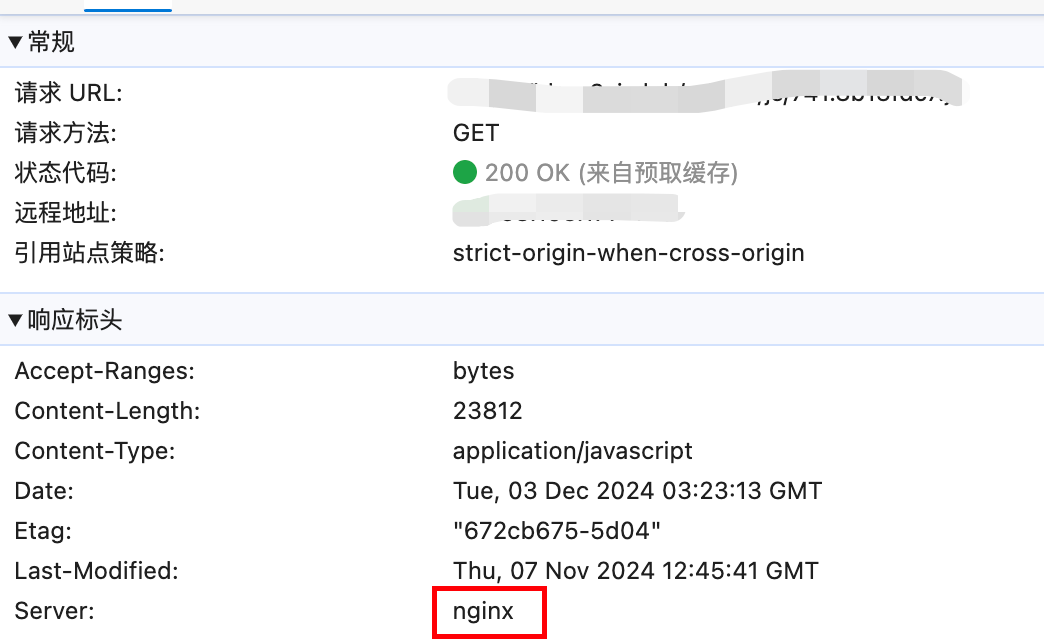 常规
请求 URL:
请求方法: GET
状态代码: 200 OK (来自预取缓存)
远程地址:
引用站点策略: strict-origin-when-cross-origin
响应标头
Accept-Ranges: bytes
Content-Length: 23812
Content-Type: application/javascript
Date: Tue, 03 Dec 2024 03:23:13 GMT
Etag: "672cb675-5d04"
Last-Modified: Thu, 07 Nov 2024 12:45:41 GMT
Server: nginx